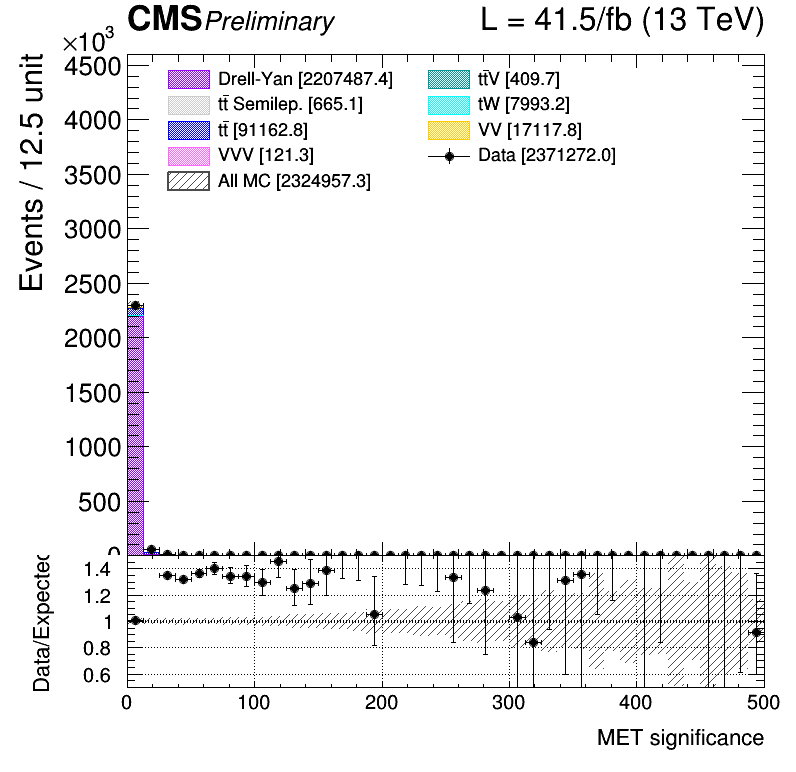 CMS Preliminary L = 41.5/fb (13 TeV)
×10³
Events / 12.5 unit
4500
4000
3500
3000
2500
2000
1500
1000
500
0
Drell-Yan [2207487.4]
tt̄ Semilep. [665.1]
tt̄ [91162.8]
VVV [121.3]
All MC [2324957.3]
tt̄V [409.7]
tW [7993.2]
VV [17117.8]
Data [2371272.0]
Data/Expected
1.4
1.2
1
0.8
0.6
0 100 200 300 400 500
MET significance